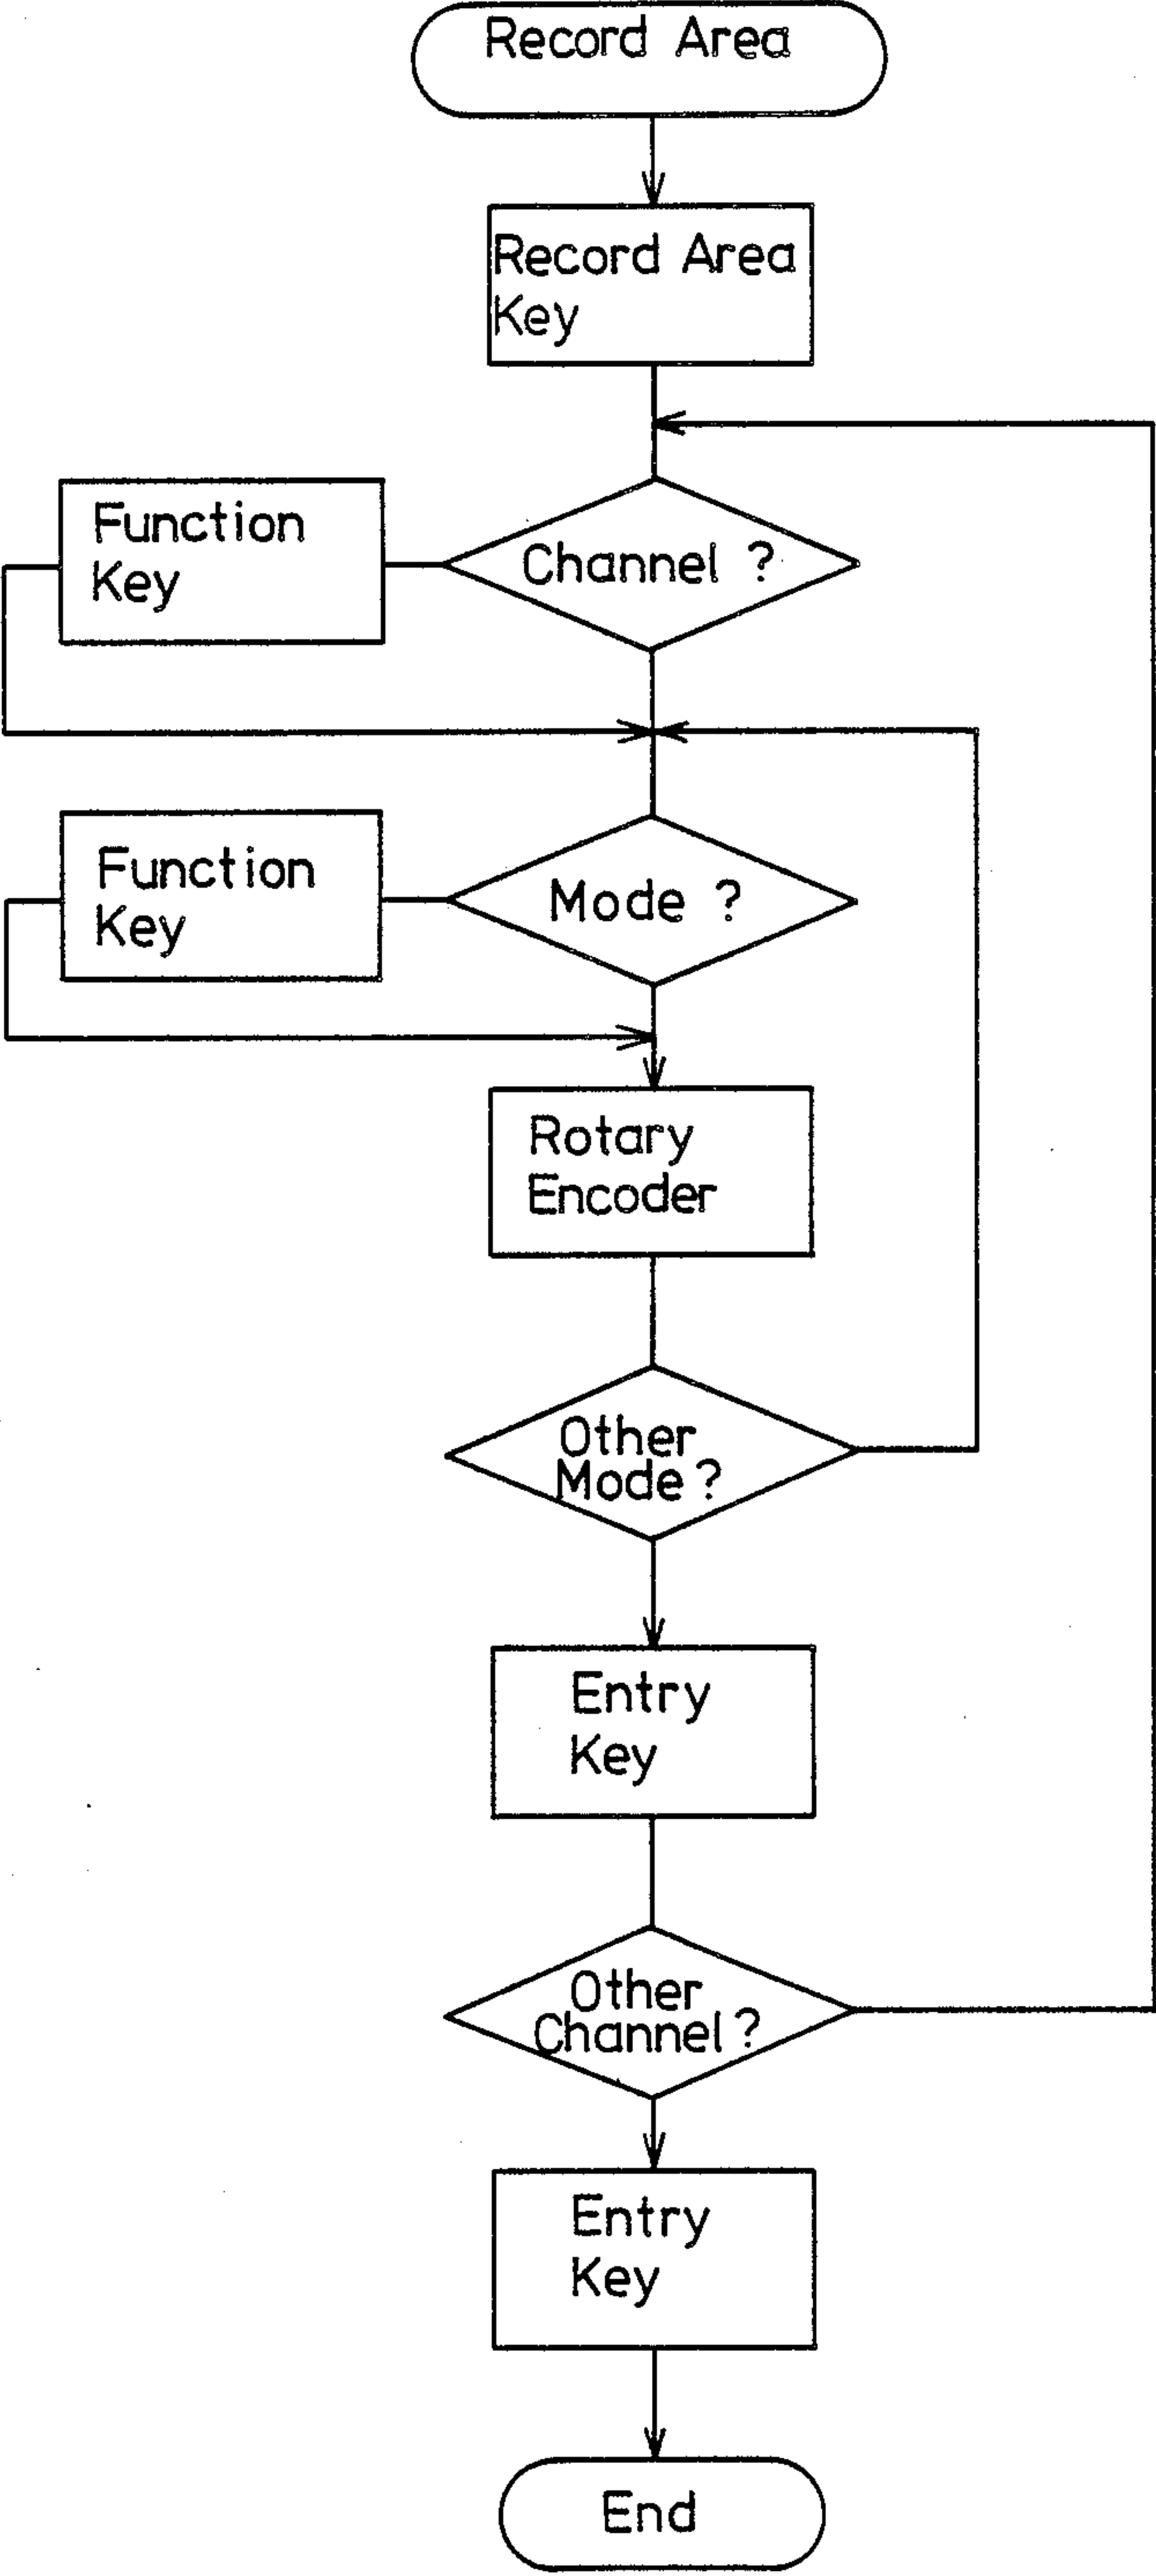 Record Area
Record Area
Key
Function
Key
Channel ?
Function
Key
Mode ?
Rotary
Encoder
Other
Mode ?
Entry
Key
Other
Channel ?
Entry
Key
End